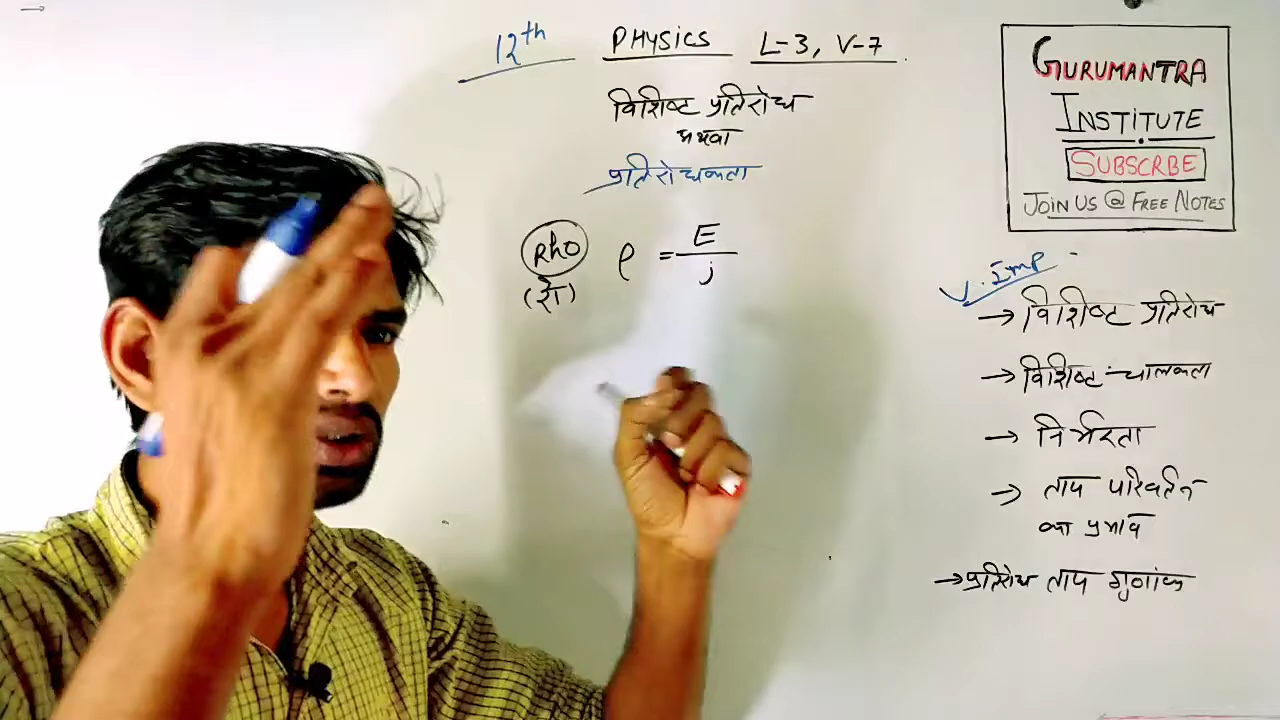 12th PHYSICS L-3, V-7
विशिष्ट प्रतिरोध
अथवा
प्रतिरोधकता
Rho ρ = E / j
(रो)
GURUMANTRA
INSTITUTE
SUBSCRBE
JOIN US @ FREE NOTES
V. Imp
→ विशिष्ट प्रतिरोध
→ विशिष्ट चालकता
→ निर्भरता
→ ताप परिवर्तन
का प्रभाव
→ प्रतिरोध ताप गुणांक